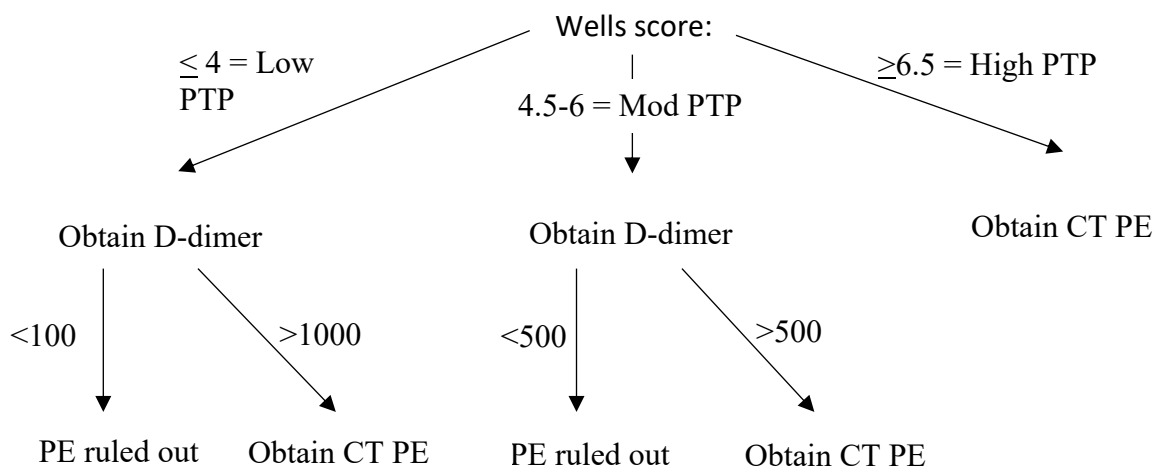 Wells score:
≤ 4 = Low
PTP
4.5-6 = Mod PTP
≥6.5 = High PTP
Obtain D-dimer
Obtain D-dimer
Obtain CT PE
<100
>1000
<500
>500
PE ruled out
Obtain CT PE
PE ruled out
Obtain CT PE